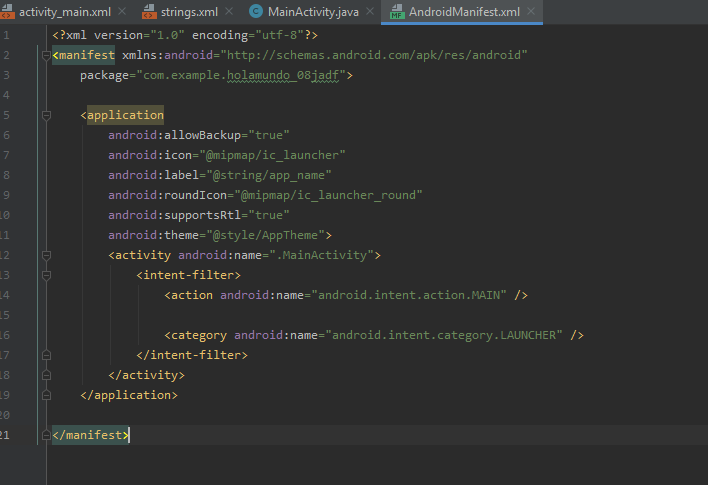 activity_main.xml strings.xml MainActivity.java AndroidManifest.xml
1 <?xml version="1.0" encoding="utf-8"?>
2 <manifest xmlns:android="http://schemas.android.com/apk/res/android"
3 package="com.example.holamundo_08jadf">
4
5 <application
6 android:allowBackup="true"
7 android:icon="@mipmap/ic_launcher"
8 android:label="@string/app_name"
9 android:roundIcon="@mipmap/ic_launcher_round"
10 android:supportsRtl="true"
11 android:theme="@style/AppTheme">
12 <activity android:name=".MainActivity">
13 <intent-filter>
14 <action android:name="android.intent.action.MAIN" />
15
16 <category android:name="android.intent.category.LAUNCHER" />
17 </intent-filter>
18 </activity>
19 </application>
20
21 </manifest>